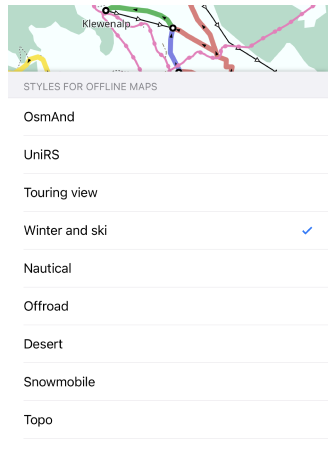 Klewenalp
STYLES FOR OFFLINE MAPS
OsmAnd
UniRS
Touring view
Winter and ski
Nautical
Offroad
Desert
Snowmobile
Topo